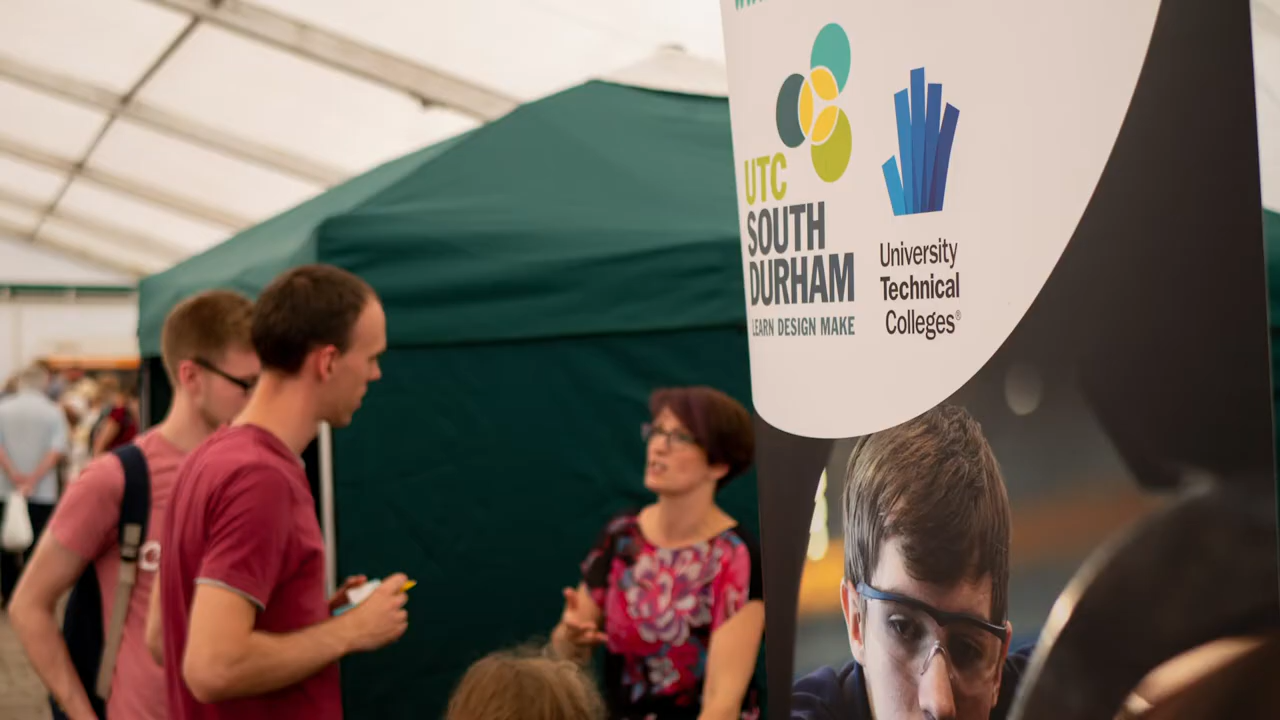 UTC
SOUTH
DURHAM
LEARN DESIGN MAKE
University
Technical
Colleges®